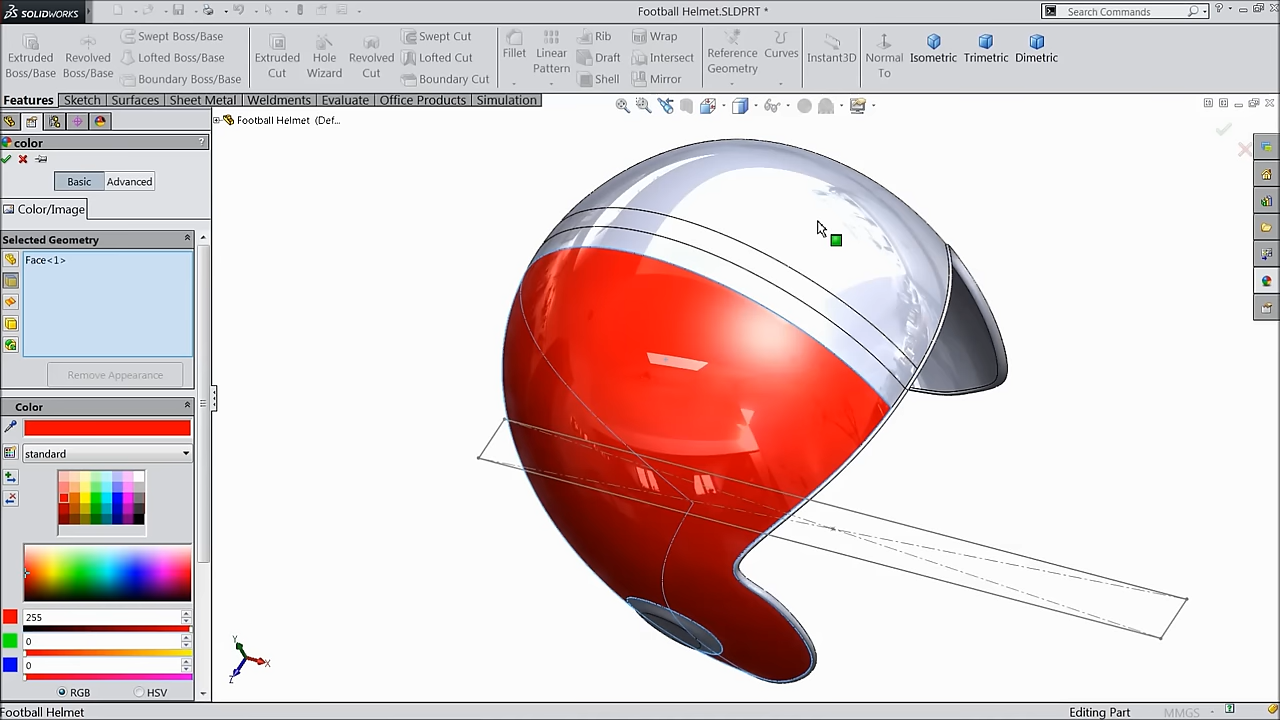 SOLIDWORKS
Football Helmet.SLDPRT *
Search Commands
Extruded Boss/Base
Revolved Boss/Base
Swept Boss/Base
Lofted Boss/Base
Boundary Boss/Base
Extruded Cut
Hole Wizard
Revolved Cut
Swept Cut
Lofted Cut
Boundary Cut
Fillet
Linear Pattern
Rib
Draft
Shell
Wrap
Intersect
Mirror
Reference Geometry
Curves
Instant3D
Normal To
Isometric
Trimetric
Dimetric
Features Sketch Surfaces Sheet Metal Weldments Evaluate Office Products Simulation
Football Helmet (Def...
color
?
Basic Advanced
Color/Image
Selected Geometry
Face<1>
Remove Appearance
Color
standard
255
0
0
RGB HSV
Y
X
Z
Football Helmet
Editing Part
MMGS